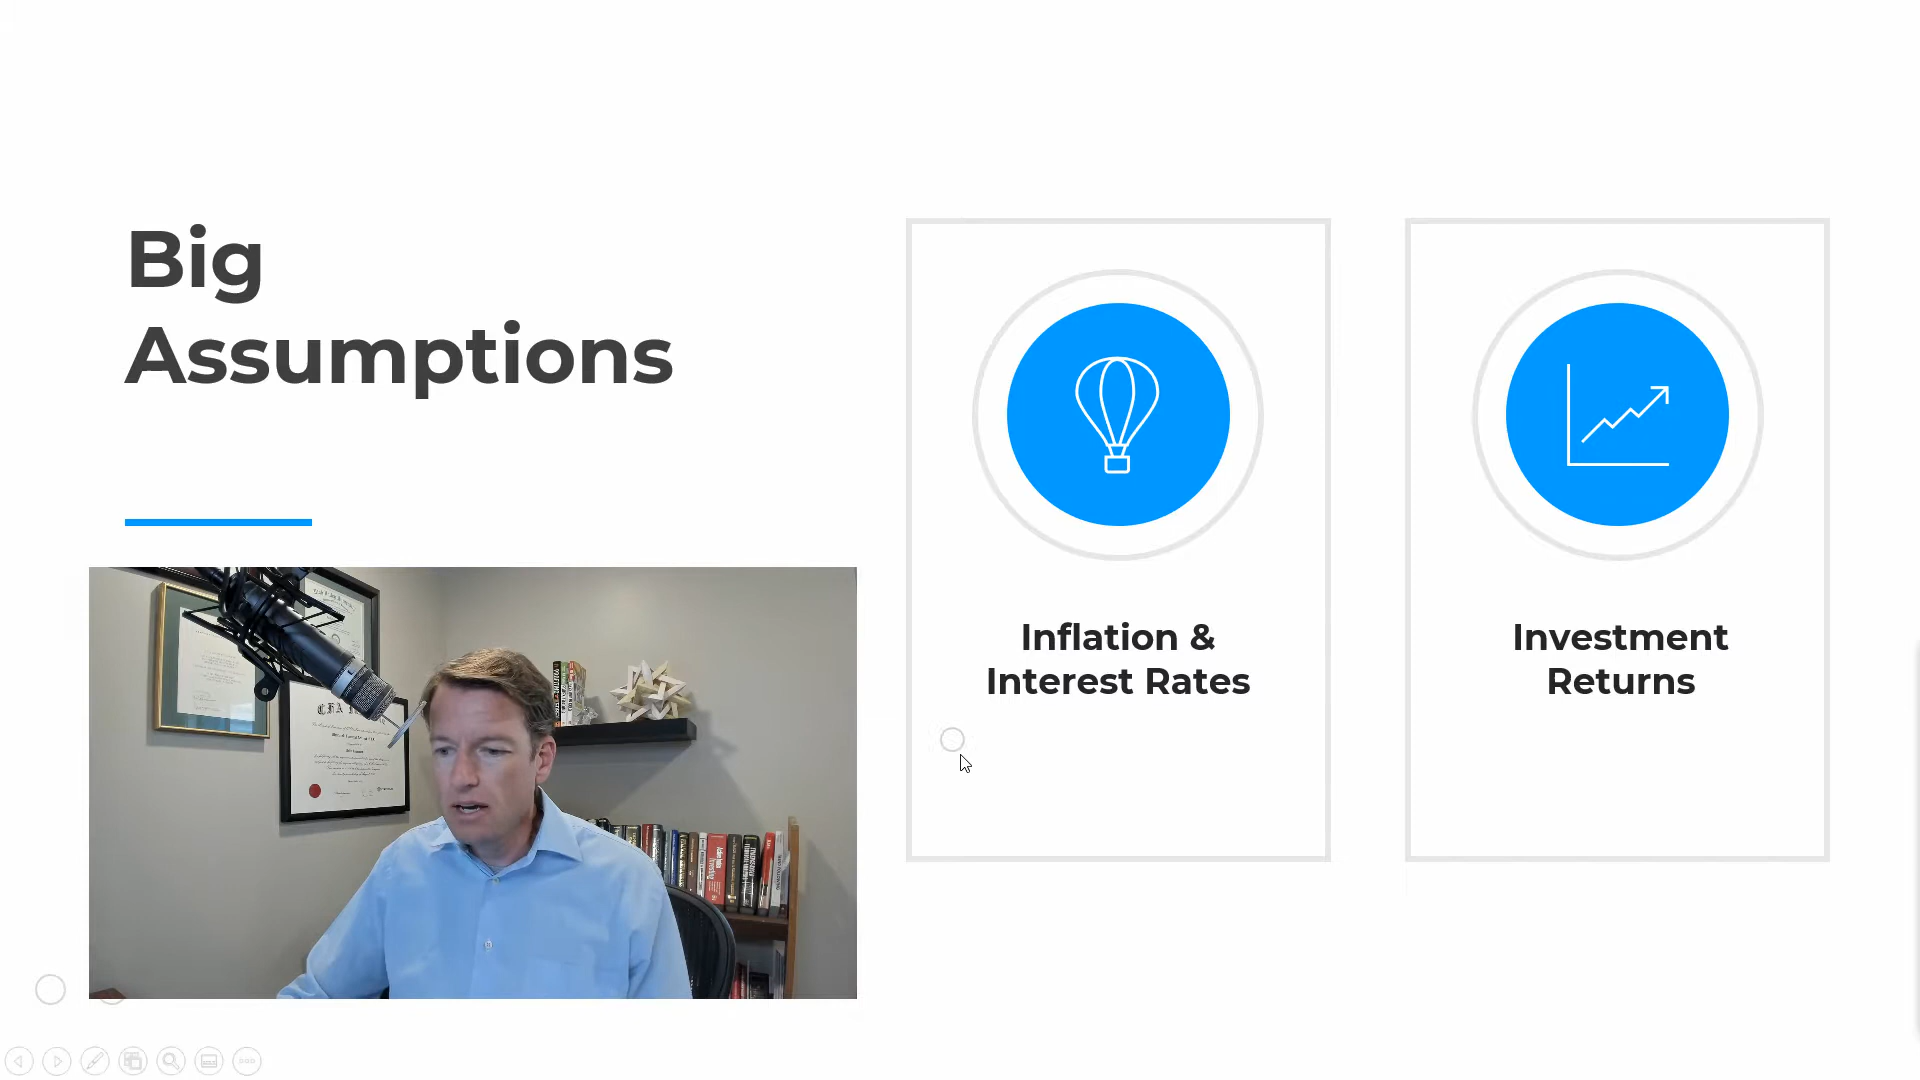 Big
Assumptions
Inflation &
Interest Rates
Investment
Returns